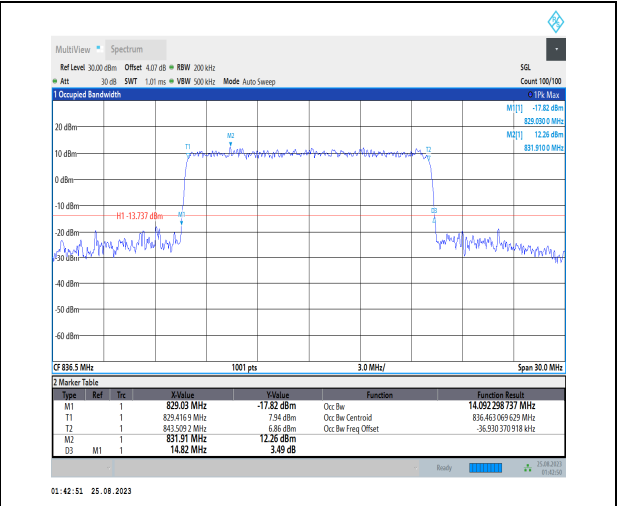 MultiView Spectrum
Ref Level 30.00 dBm Offset 4.07 dB RBW 200 kHz SGL
Att 30 dB SWT 1.01 ms VBW 500 kHz Mode Auto Sweep Count 100/100
1 Occupied Bandwidth 1Pk Max
M1[1] -17.82 dBm
829.0300 MHz
M2[1] 12.26 dBm
831.9100 MHz
20 dBm
M2
T1 T2
10 dBm
0 dBm
-10 dBm
D3
H1 -13.737 dBm M1
-20 dBm
-30 dBm
-40 dBm
-50 dBm
-60 dBm
CF 836.5 MHz 1001 pts 3.0 MHz/ Span 30.0 MHz
2 Marker Table
Type Ref Trc X-Value Y-Value Function Function Result
M1 1 829.03 MHz -17.82 dBm Occ Bw 14.092 298 737 MHz
T1 1 829.416 9 MHz 7.94 dBm Occ Bw Centroid 836.463 069 629 MHz
T2 1 843.509 2 MHz 6.86 dBm Occ Bw Freq Offset -36.930 370 918 kHz
M2 1 831.91 MHz 12.26 dBm
D3 M1 1 14.82 MHz 3.49 dB
Ready 25.08.2023
01:42:50
01:42:51 25.08.2023